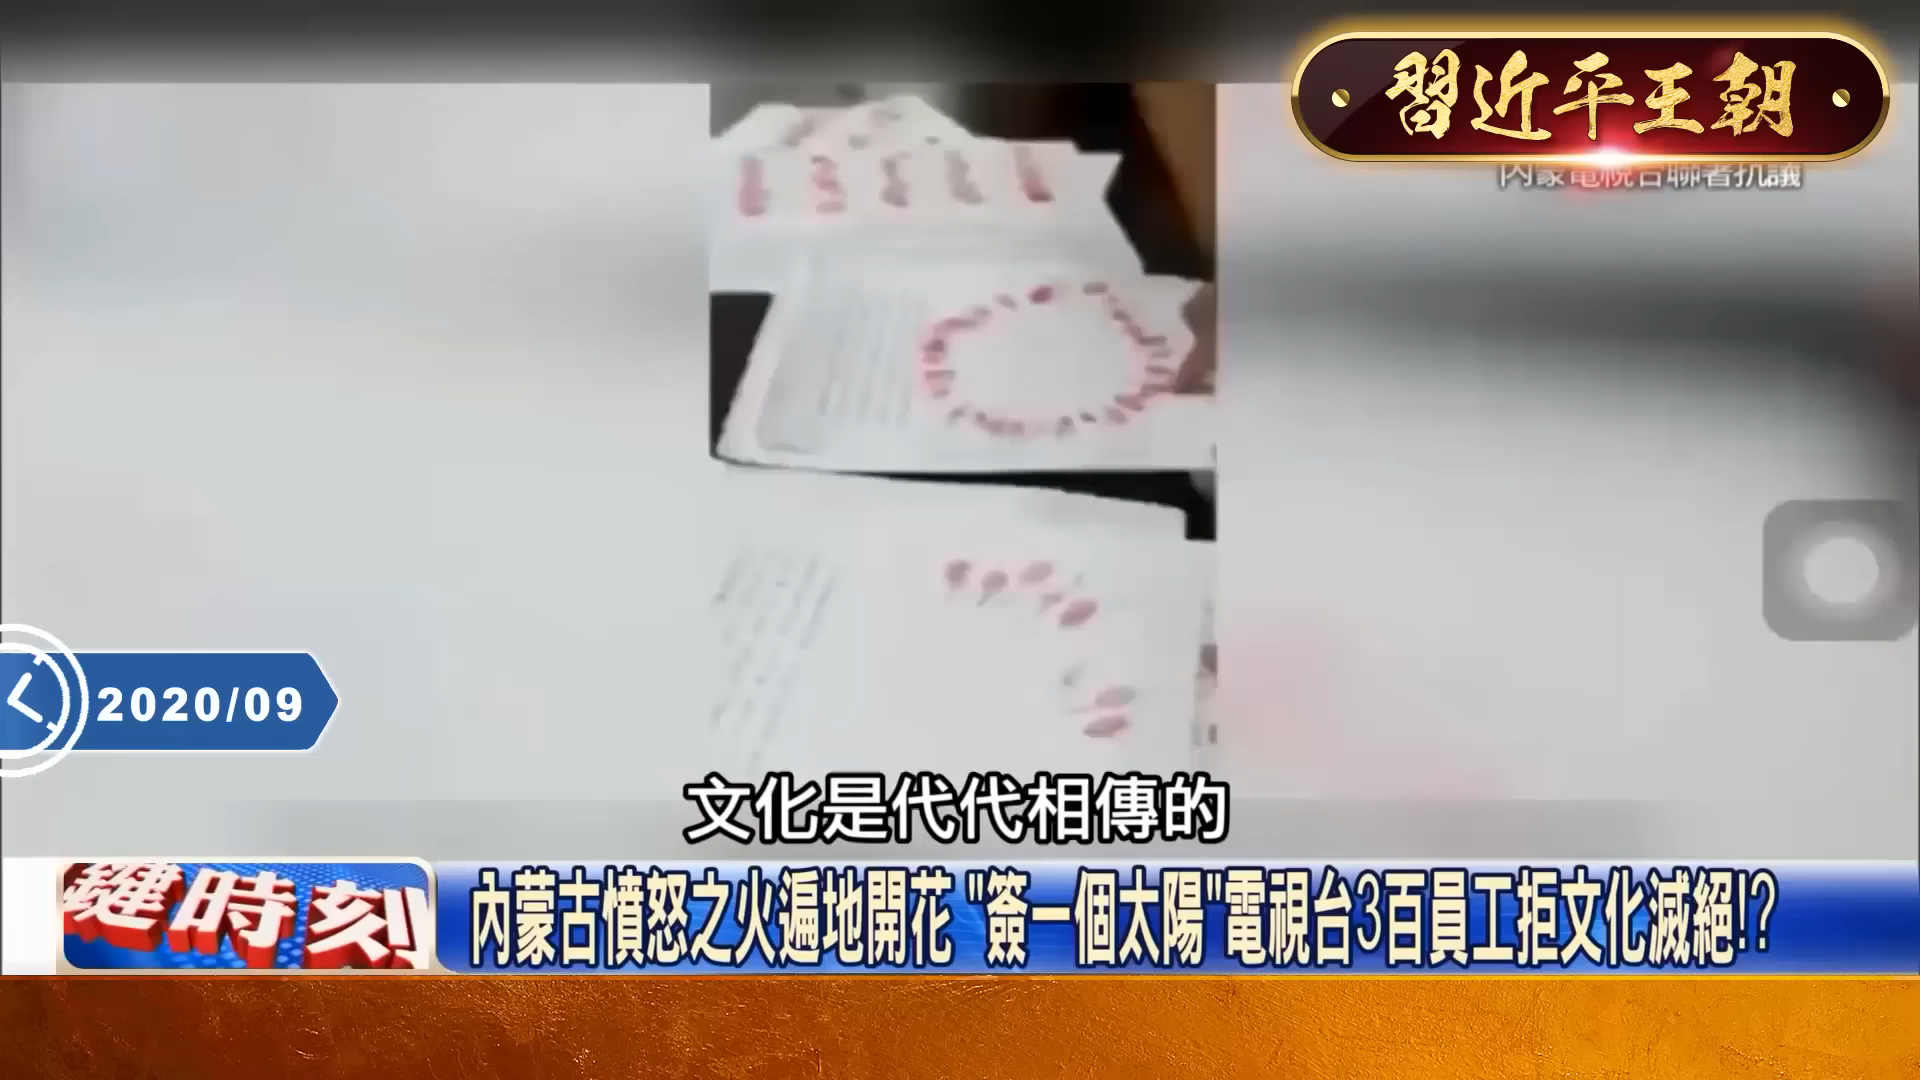 習近平王朝
內蒙電視台聯署抗議
2020/09
文化是代代相傳的
鍵時刻
內蒙古憤怒之火遍地開花 "簽一個太陽"電視台3百員工拒文化滅絕!?